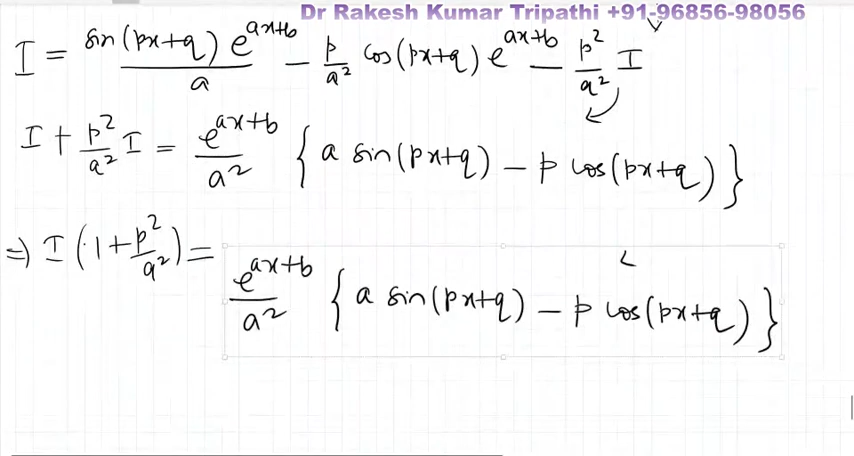 Dr Rakesh Kumar Tripathi +91-96856-98056
I = sin(px+q) e^{ax+b} / a − p/a² cos(px+q) e^{ax+b} − p²/a² I
I + p²/a² I = e^{ax+b}/a² { a sin(px+q) − p cos(px+q) }
⇒ I (1 + p²/a²) = e^{ax+b}/a² { a sin(px+q) − p cos(px+q) }